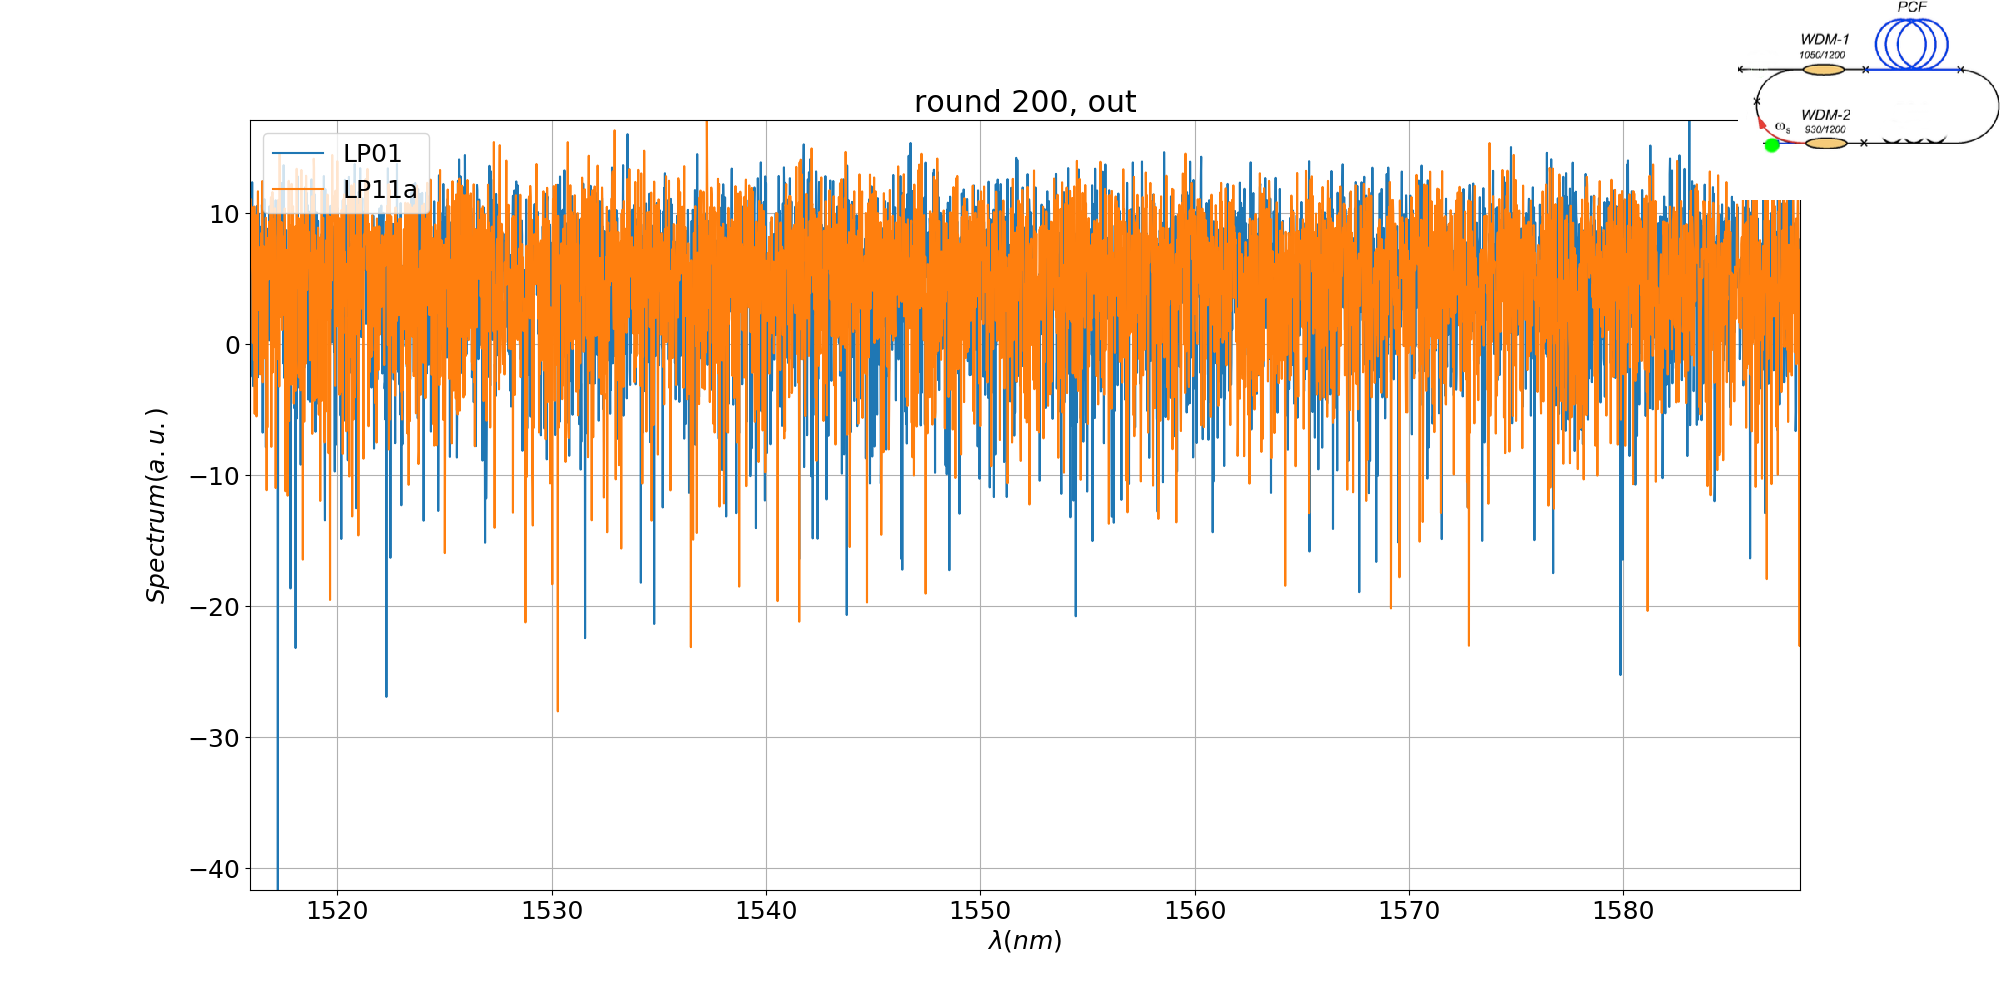 PCF
WDM-1
1050/1200
WDM-2
930/1200
ωs
round 200, out
LP01
LP11a
Spectrum(a. u. )
10
0
−10
−20
−30
−40
1520
1530
1540
1550
1560
1570
1580
λ(nm)